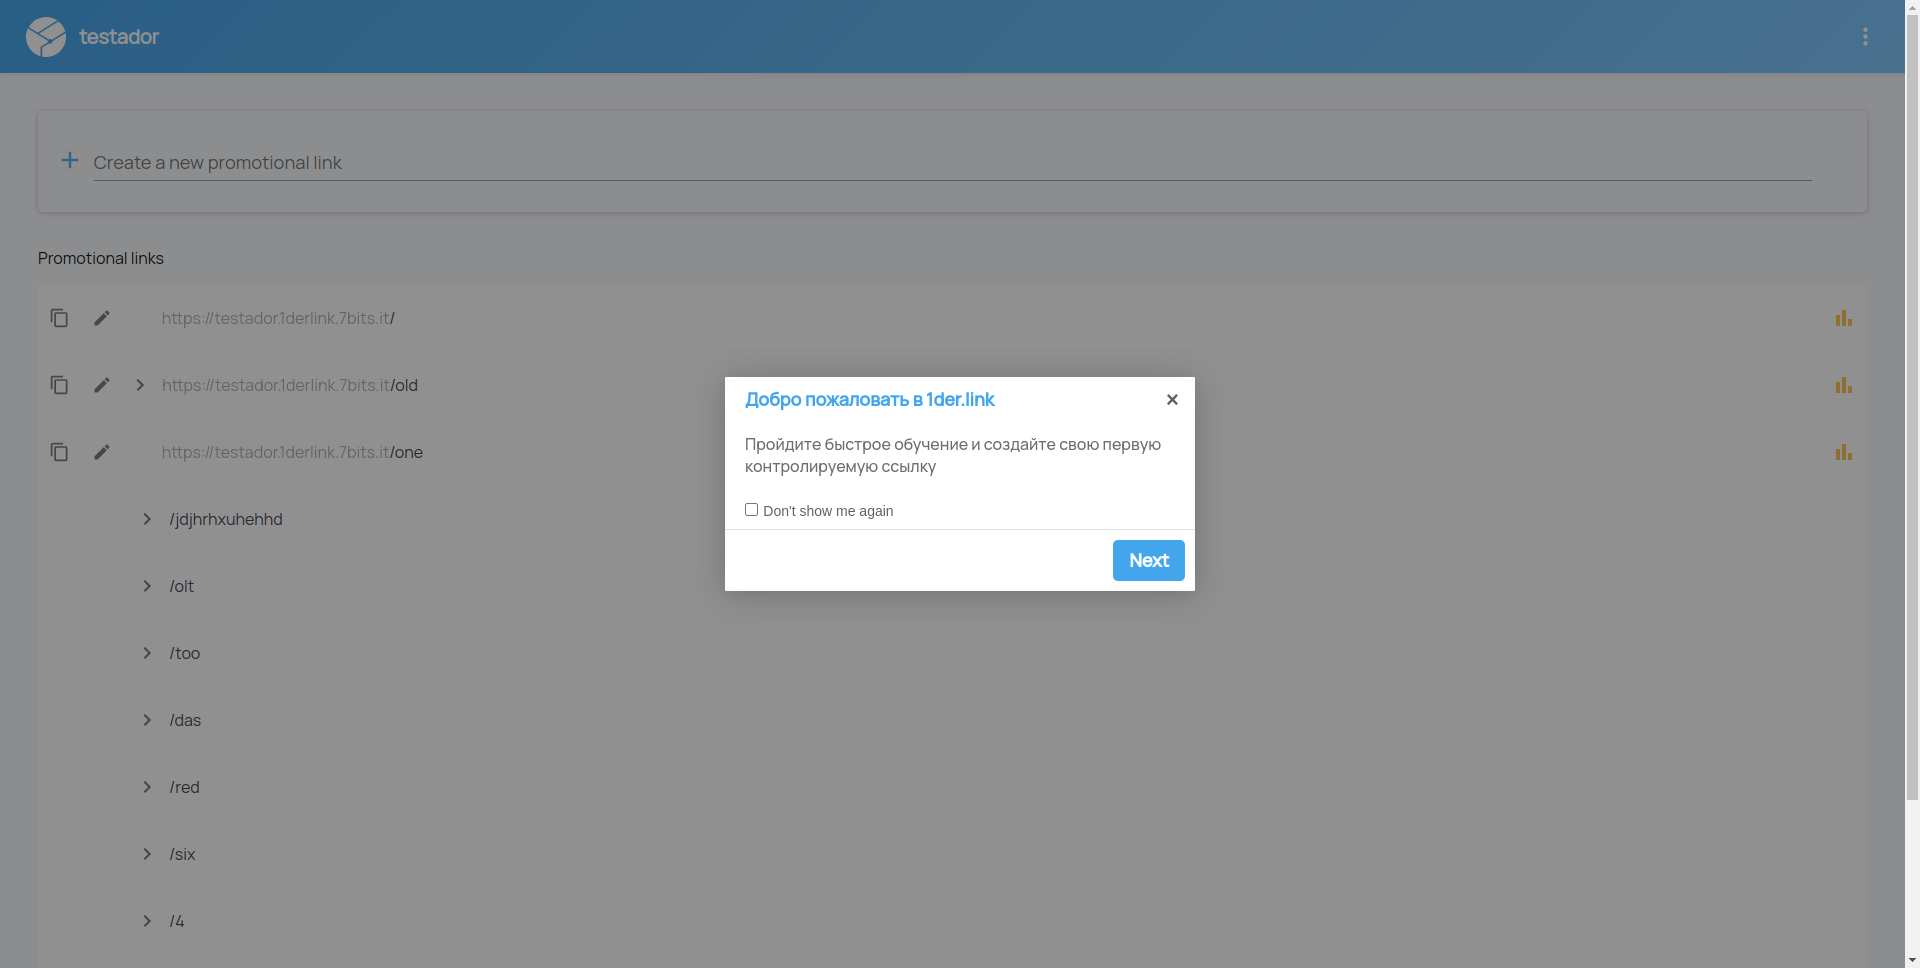 testador
Create a new promotional link
Promotional links
https://testador.1derlink.7bits.it/
https://testador.1derlink.7bits.it/old
https://testador.1derlink.7bits.it/one
/jdjhrhxuhehhd
/olt
/too
/das
/red
/six
/4
Добро пожаловать в 1der.link
Пройдите быстрое обучение и создайте свою первую
контролируемую ссылку
Don't show me again
Next